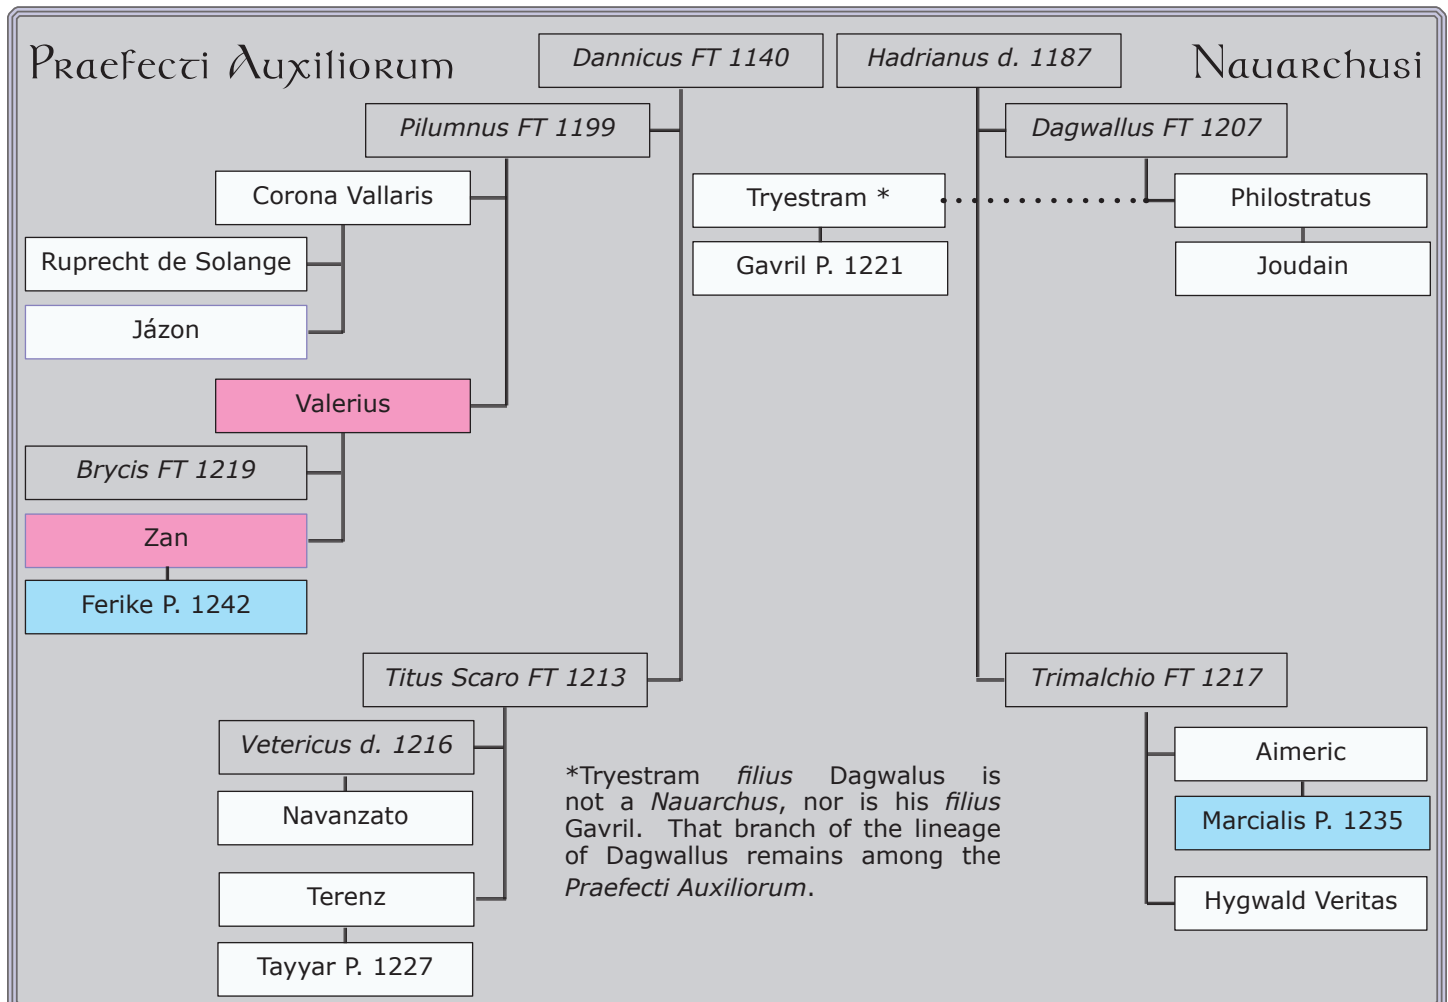 Praefecti Auxiliorum
Nauarchusi
Dannicus FT 1140
Hadrianus d. 1187
Pilumnus FT 1199
Dagwallus FT 1207
Corona Vallaris
Tryestram *
Philostratus
Ruprecht de Solange
Gavril P. 1221
Joudain
Jázon
Valerius
Brycis FT 1219
Zan
Ferike P. 1242
Titus Scaro FT 1213
Trimalchio FT 1217
Vetericus d. 1216
Navanzato
Terenz
Tayyar P. 1227
*Tryestram filius Dagwalus is
not a Nauarchus, nor is his filius
Gavril. That branch of the lineage
of Dagwallus remains among the
Praefecti Auxiliorum.
Aimeric
Marcialis P. 1235
Hygwald Veritas